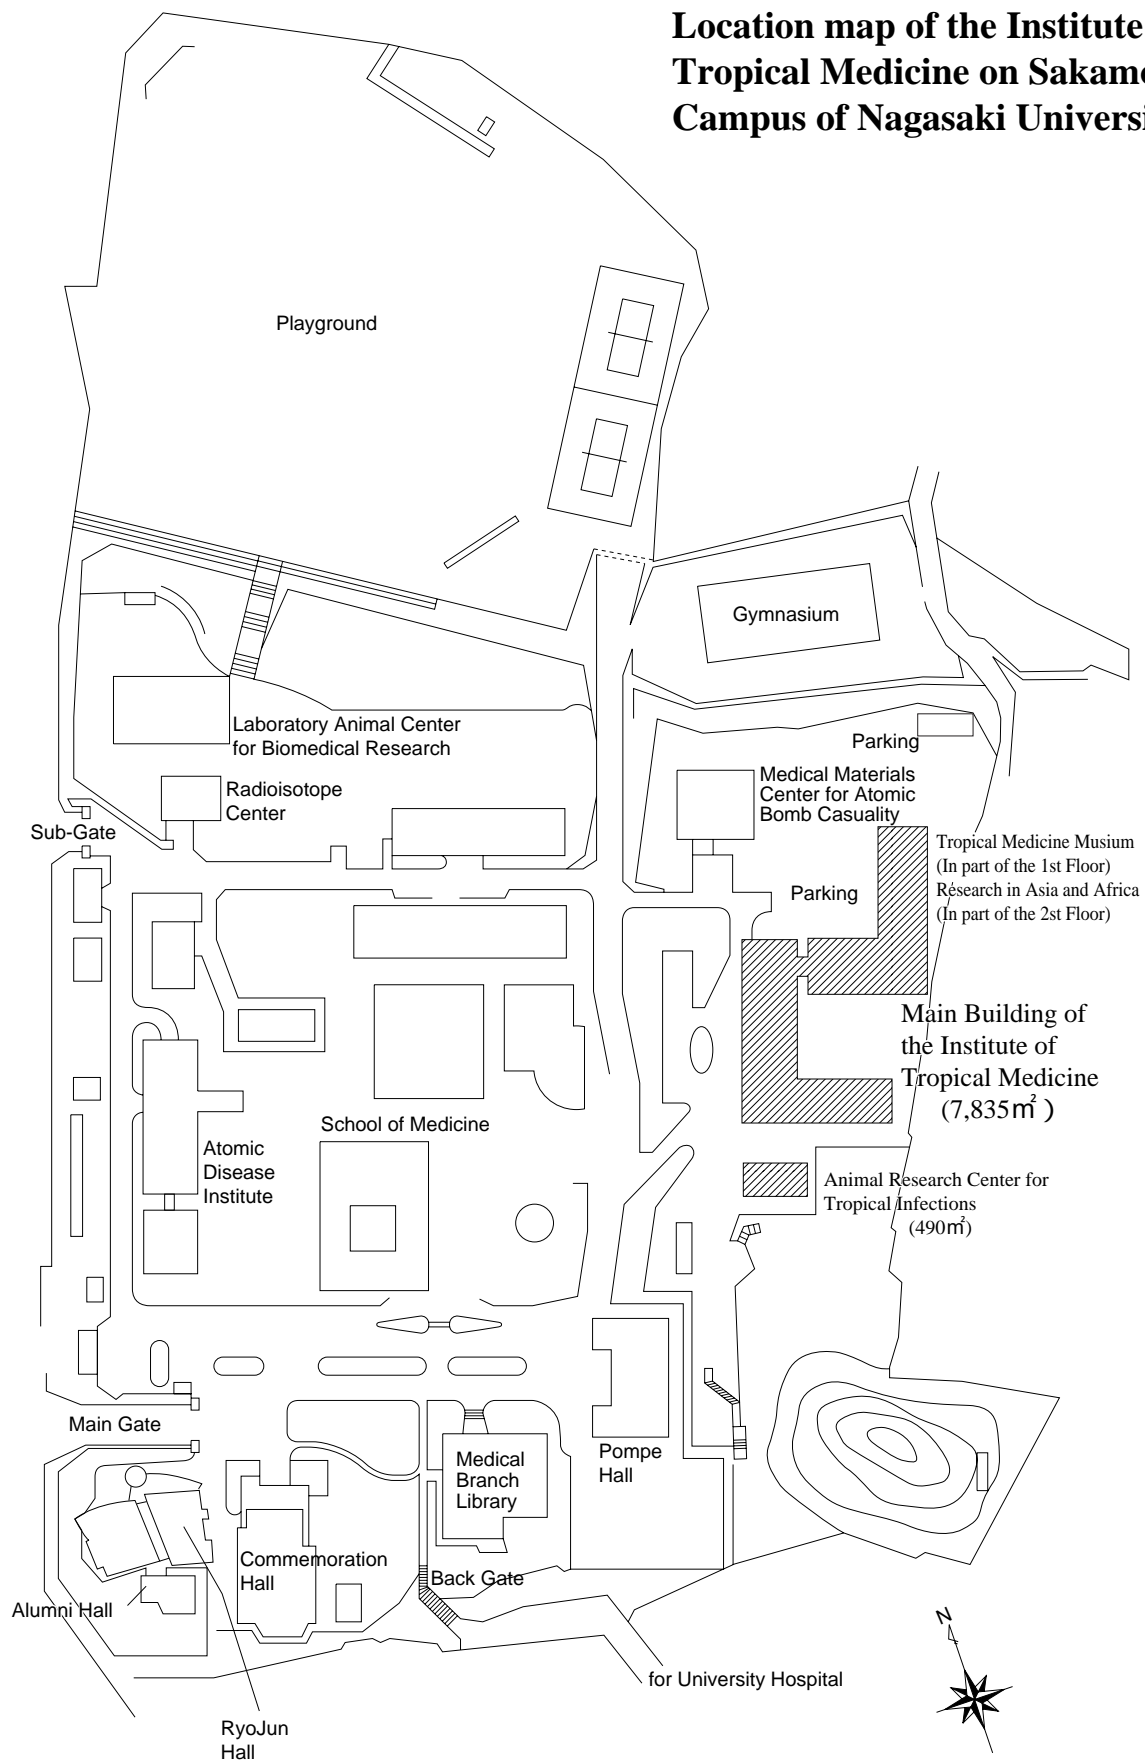 Location map of the Institute
Tropical Medicine on Sakam
Campus of Nagasaki Universi
Playground
Gymnasium
Laboratory Animal Center
for Biomedical Research
Parking
Radioisotope
Center
Medical Materials
Center for Atomic
Bomb Casuality
Sub-Gate
Tropical Medicine Musium
(In part of the 1st Floor)
Research in Asia and Africa
(In part of the 2st Floor)
Parking
Main Building of
the Institute of
Tropical Medicine
(7,835㎡)
School of Medicine
Atomic
Disease
Institute
Animal Research Center for
Tropical Infections
(490㎡)
Main Gate
Medical
Branch
Library
Pompe
Hall
Commemoration
Hall
Back Gate
Alumni Hall
N
for University Hospital
RyoJun
Hall